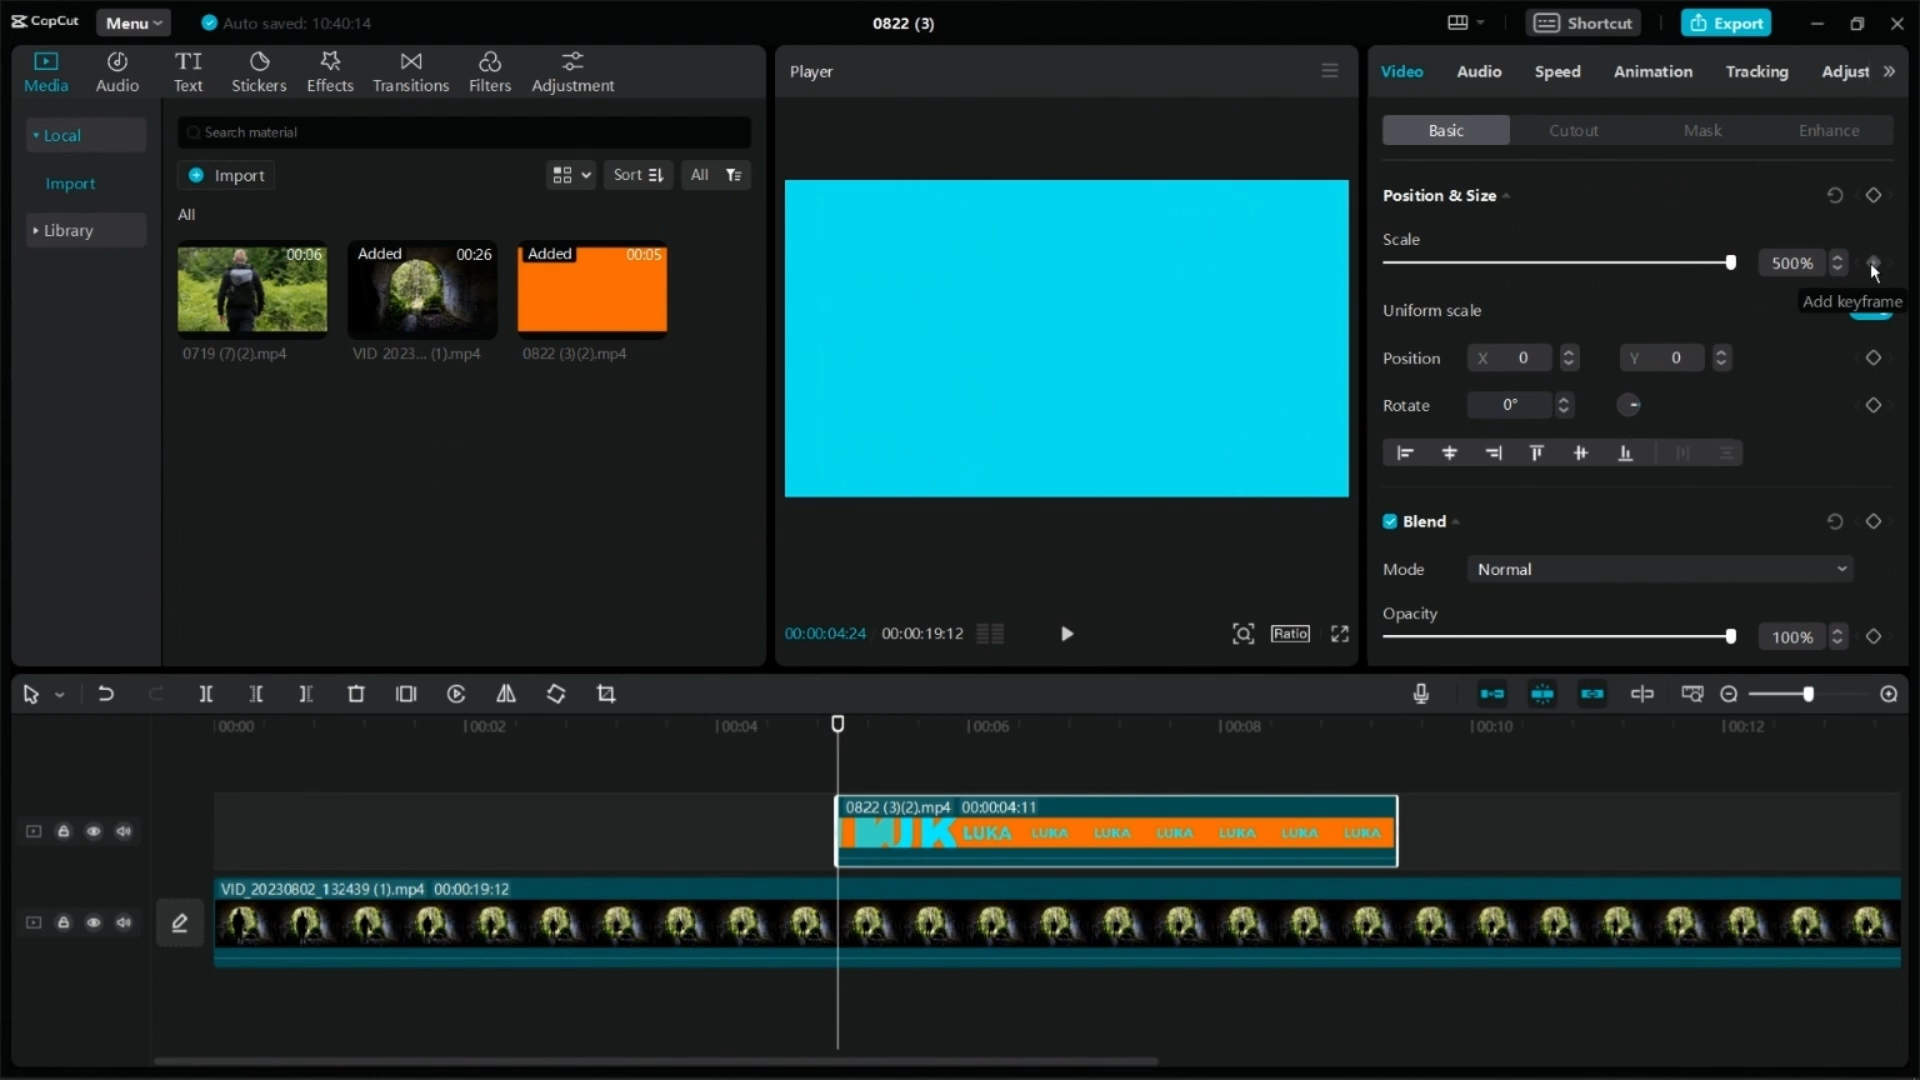 CapCut Menu Auto saved: 10:40:14 0822 (3) Shortcut Export
Media Audio Text Stickers Effects Transitions Filters Adjustment
Local
Import
Library
Search material
Import Sort All
All
00:06
Added 00:26
Added 00:05
0719 (7)(2).mp4 VID 2023... (1).mp4 0822 (3)(2).mp4
Player
00:00:04:24 00:00:19:12 Ratio
Video Audio Speed Animation Tracking Adjust
Basic Cutout Mask Enhance
Position & Size
Scale
500%
Add keyframe
Uniform scale
Position X 0 Y 0
Rotate 0°
Blend
Mode Normal
Opacity
100%
00:00 00:02 00:04 00:06 00:08 00:10 00:12
0822 (3)(2).mp4 00:00:04:11
LUKA LUKA LUKA LUKA LUKA LUKA LUKA
VID_20230802_132439 (1).mp4 00:00:19:12